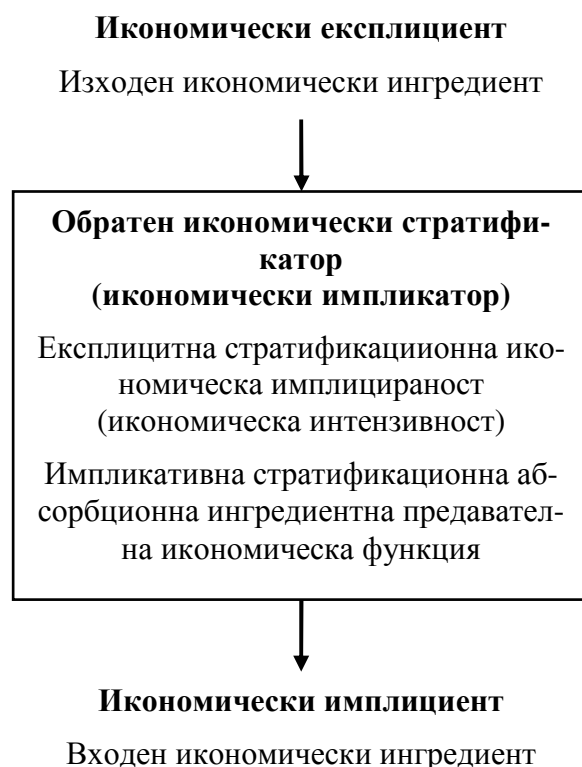 Икономически експлициент
Изходен икономически ингредиент
Обратен икономически стратифи-
катор
(икономически импликатор)
Експлицитна стратификациионна ико-
номическа имплицираност
(икономическа интензивност)
Импликативна стратификационна аб-
сорбционна ингредиентна предавател-
на икономическа функция
Икономически имплициент
Входен икономически ингредиент